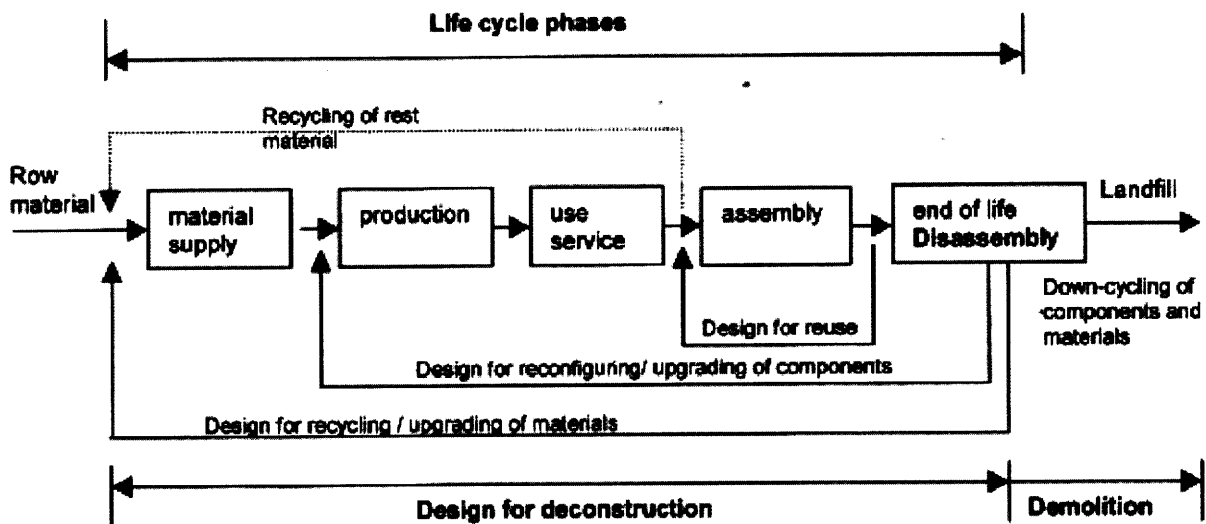 Life cycle phases
Recycling of rest
material
Row
material
material
supply
production
use
service
assembly
end of life
Disassembly
Landfill
Down-cycling of
components and
materials
Design for reuse
Design for reconfiguring/ upgrading of components
Design for recycling / upgrading of materials
Design for deconstruction
Demolition